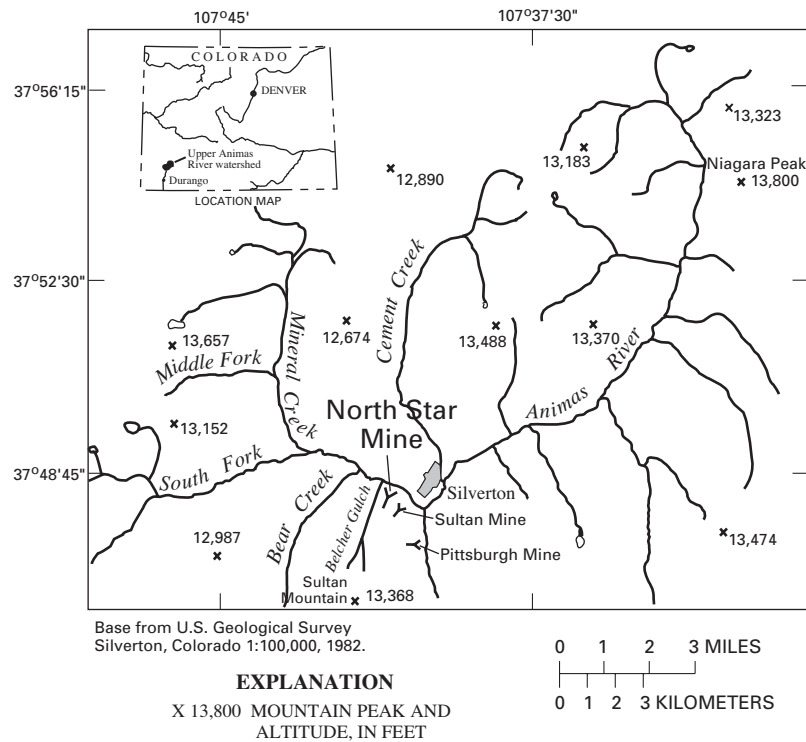 107°45'
107°37'30"
37°56'15"
COLORADO
DENVER
Upper Animas
River watershed
Durango
LOCATION MAP
13,323
13,183
Niagara Peak
13,800
12,890
Cement Creek
37°52'30"
Mineral Creek
13,657
12,674
13,488
13,370
Middle Fork
Animas River
13,152
North Star
Mine
37°48'45"
South Fork
Silverton
Bear Creek
Belcher Gulch
Sultan Mine
12,987
Pittsburgh Mine
13,474
Sultan
Mountain
13,368
Base from U.S. Geological Survey
Silverton, Colorado 1:100,000, 1982.
0 1 2 3 MILES
0 1 2 3 KILOMETERS
EXPLANATION
X 13,800 MOUNTAIN PEAK AND
ALTITUDE, IN FEET